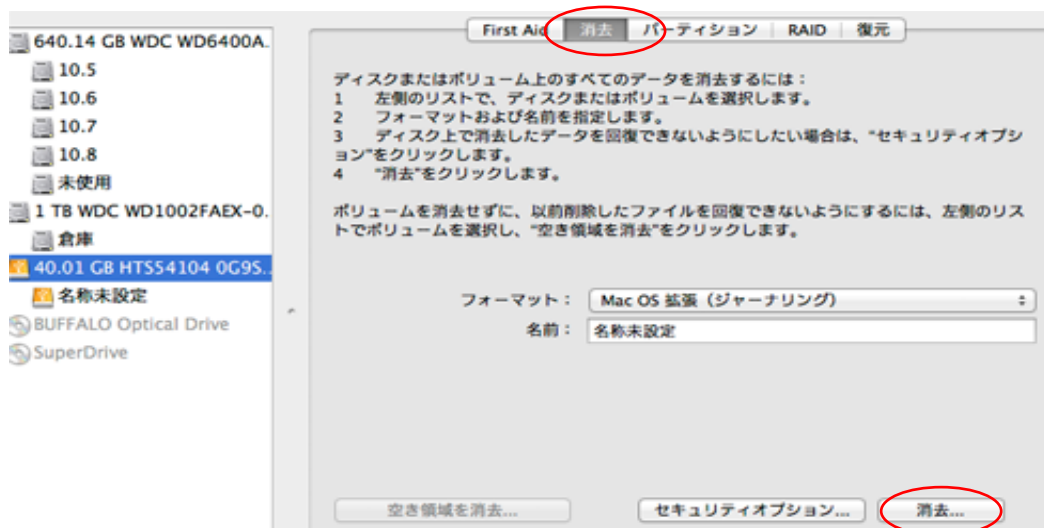 640.14 GB WDC WD6400A.
10.5
10.6
10.7
10.8
未使用
1 TB WDC WD1002FAEX-0.
倉庫
40.01 GB HTS54104 0G9S..
名称未設定
BUFFALO Optical Drive
SuperDrive
First Aid 消去 パーティション RAID 復元
ディスクまたはボリューム上のすべてのデータを消去するには：
1 左側のリストで、ディスクまたはボリュームを選択します。
2 フォーマットおよび名前を指定します。
3 ディスク上で消去したデータを回復できないようにしたい場合は、“セキュリティオプシ
ョン”をクリックします。
4 “消去”をクリックします。
ボリュームを消去せずに、以前削除したファイルを回復できないようにするには、左側のリス
トでボリュームを選択し、“空き領域を消去”をクリックします。
フォーマット： Mac OS 拡張（ジャーナリング）
名前： 名称未設定
空き領域を消去... セキュリティオプション... 消去...